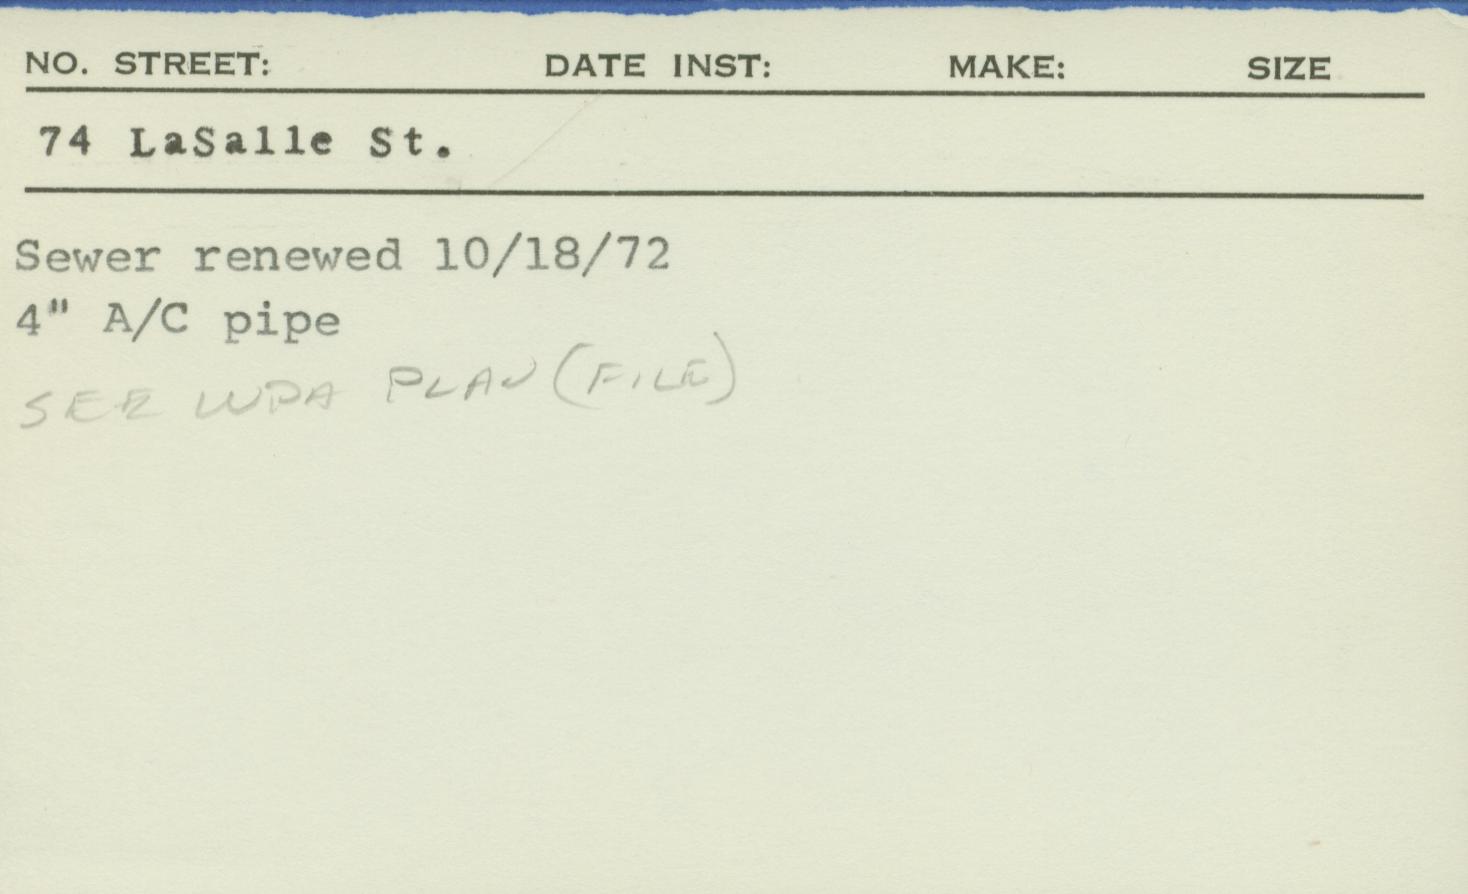 NO. STREET: DATE INST: MAKE: SIZE
74 LaSalle St.
Sewer renewed 10/18/72
4" A/C pipe
SEE WPA PLAN (FILE)